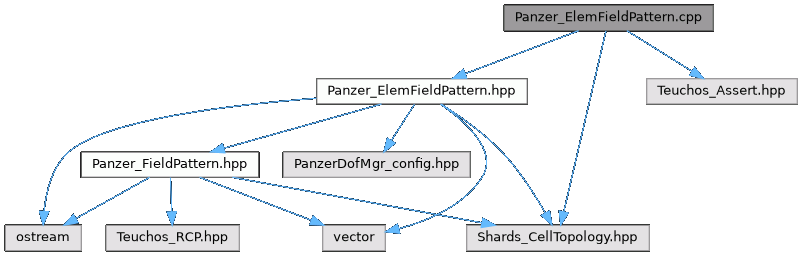 Panzer_ElemFieldPattern.cpp
Panzer_ElemFieldPattern.hpp
Teuchos_Assert.hpp
Panzer_FieldPattern.hpp
PanzerDofMgr_config.hpp
ostream
Teuchos_RCP.hpp
vector
Shards_CellTopology.hpp